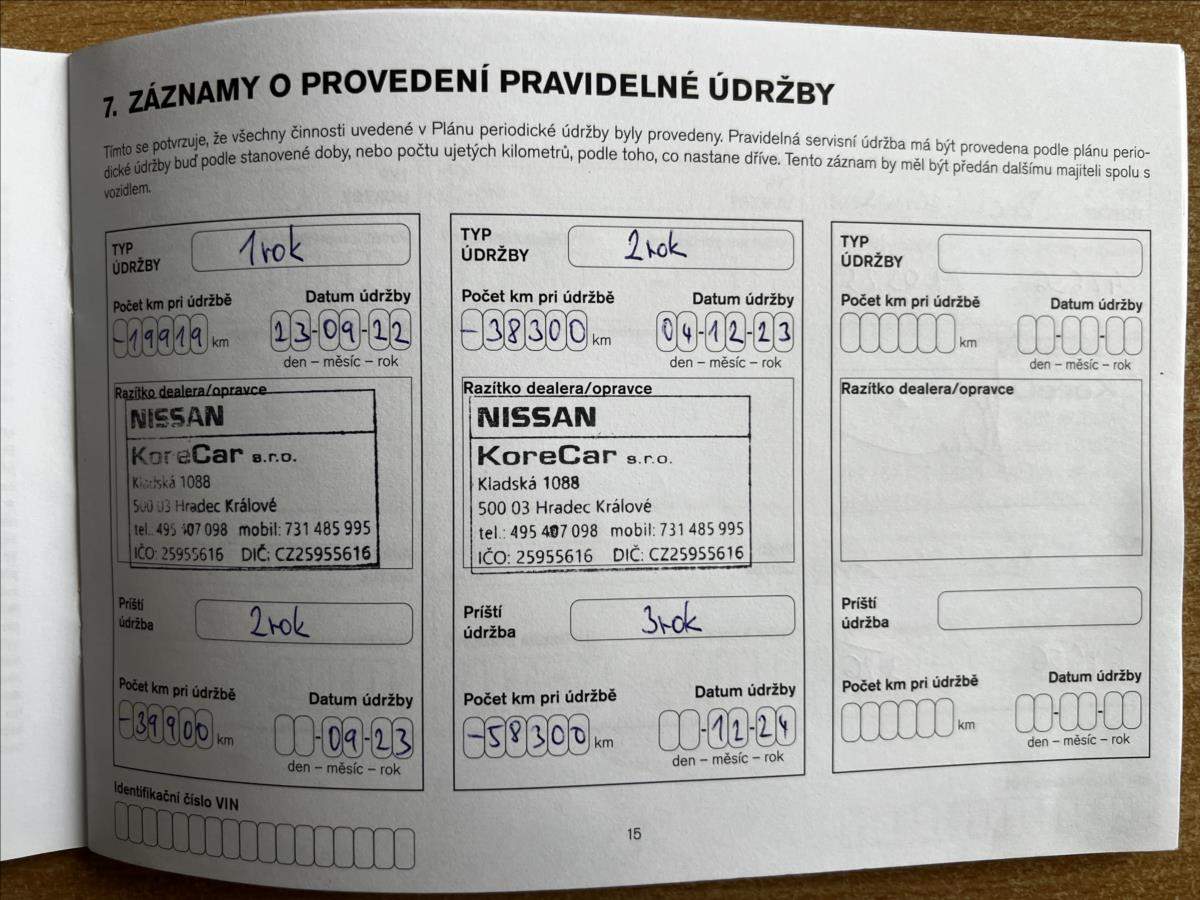 7. ZÁZNAMY O PROVEDENÍ PRAVIDELNÉ ÚDRŽBY
Tímto se potvrzuje, že všechny činnosti uvedené v Plánu periodické údržby byly provedeny. Pravidelná servisní údržba má být provedena podle plánu perio-
dické údržby buď podle stanovené doby, nebo počtu ujetých kilometrů, podle toho, co nastane dříve. Tento záznam by měl být předán dalšímu majiteli spolu s
vozidlem.
TYP ÚDRŽBY 1rok
Počet km pri údržbě Datum údržby
-19919 km 23-09-22
den – měsíc – rok
Razítko dealera/opravce
NISSAN
KoreCar s.r.o.
Kladská 1088
500 03 Hradec Králové
tel.: 495 407 098 mobil: 731 485 995
IČO: 25955616 DIČ: CZ25955616
Príští údržba 2rok
Počet km pri údržbě Datum údržby
-39900 km -09-23
den – měsíc – rok
TYP ÚDRŽBY 2rok
Počet km pri údržbě Datum údržby
-38300 km 04-12-23
den – měsíc – rok
Razítko dealera/opravce
NISSAN
KoreCar s.r.o.
Kladská 1088
500 03 Hradec Králové
tel.: 495 407 098 mobil: 731 485 995
IČO: 25955616 DIČ: CZ25955616
Príští údržba 3rok
Počet km pri údržbě Datum údržby
-58300 km -12-24
den – měsíc – rok
TYP ÚDRŽBY
Počet km pri údržbě Datum údržby
km
den – měsíc – rok
Razítko dealera/opravce
Príští údržba
Počet km pri údržbě Datum údržby
km
den – měsíc – rok
Identifikační číslo VIN
15